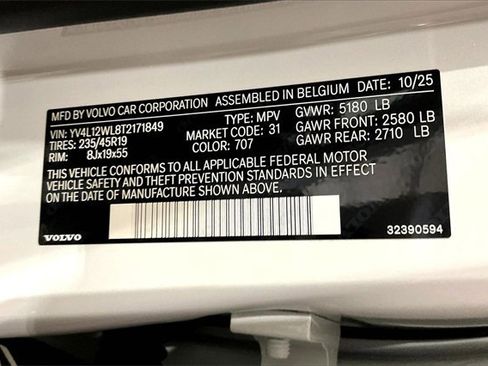 MFD BY VOLVO CAR CORPORATION ASSEMBLED IN BELGIUM DATE: 10/25
VIN: YV4L12WL8T2171849 TYPE: MPV GVWR: 5180 LB
TIRES: 235/45R19 MARKET CODE: 31 GAWR FRONT: 2580 LB
RIM: 8Jx19x55 COLOR: 707 GAWR REAR: 2710 LB
THIS VEHICLE CONFORMS TO ALL APPLICABLE FEDERAL MOTOR
VEHICLE SAFETY AND THEFT PREVENTION STANDARDS IN EFFECT
ON THE DATE OF MANUFACTURE SHOWN ABOVE.
VOLVO 32390594